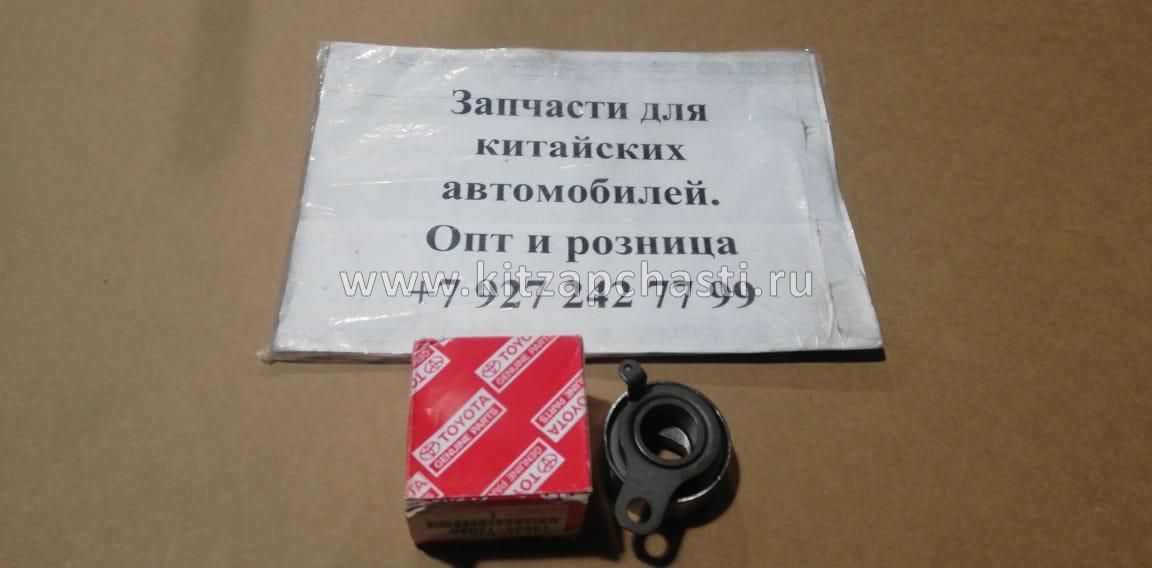 Запчасти для
китайских
автомобилей.
Опт и розница
www.kitzapchasti.ru
+7 927 242 77 99
TOYOTA
GENUINE PARTS
TOYOTA
GENUINE PARTS
TOYOTA
GENUINE PARTS